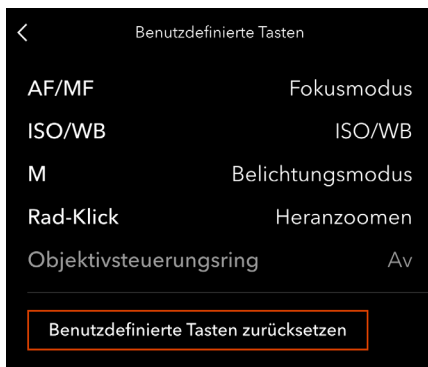 Benutzdefinierte Tasten
AF/MF Fokusmodus
ISO/WB ISO/WB
M Belichtungsmodus
Rad-Klick Heranzoomen
Objektivsteuerungsring Av
Benutzdefinierte Tasten zurücksetzen